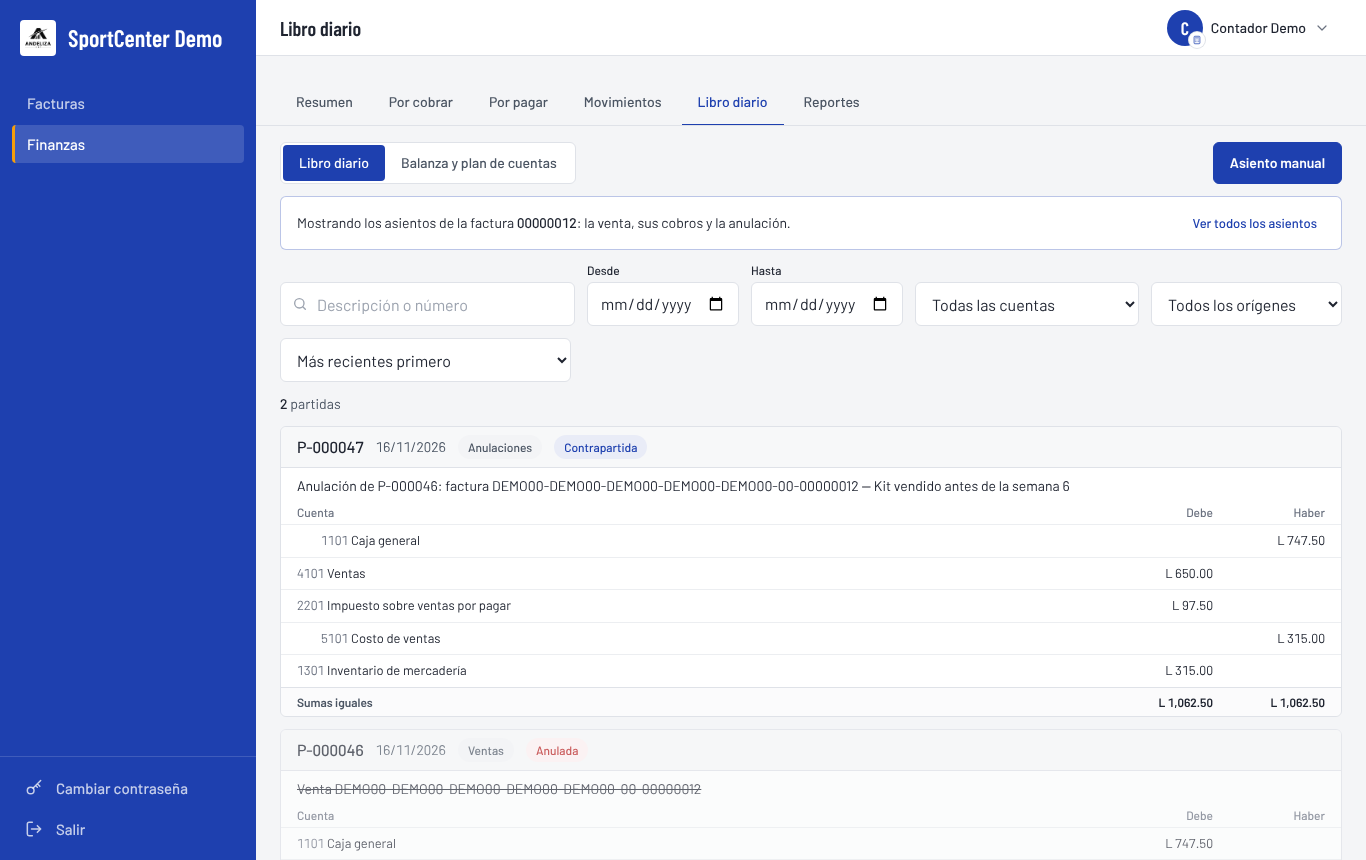 ANDELIZA
SportCenter Demo
Libro diario
C
Contador Demo
Facturas
Finanzas
Resumen
Por cobrar
Por pagar
Movimientos
Libro diario
Reportes
Libro diario
Balanza y plan de cuentas
Asiento manual
Mostrando los asientos de la factura 00000012: la venta, sus cobros y la anulación.
Ver todos los asientos
Desde
Hasta
Descripción o número
mm/dd/yyyy
mm/dd/yyyy
Todas las cuentas
Todos los orígenes
Más recientes primero
2 partidas
P-000047 16/11/2026 Anulaciones Contrapartida
Anulación de P-000046: factura DEMO00-DEMO00-DEMO00-DEMO00-DEMO00-00-00000012 — Kit vendido antes de la semana 6
Cuenta Debe Haber
1101 Caja general L 747.50
4101 Ventas L 650.00
2201 Impuesto sobre ventas por pagar L 97.50
5101 Costo de ventas L 315.00
1301 Inventario de mercadería L 315.00
Sumas iguales L 1,062.50 L 1,062.50
P-000046 16/11/2026 Ventas Anulada
Venta DEMO00-DEMO00-DEMO00-DEMO00-DEMO00-00-00000012
Cuenta Debe Haber
1101 Caja general L 747.50
Cambiar contraseña
Salir